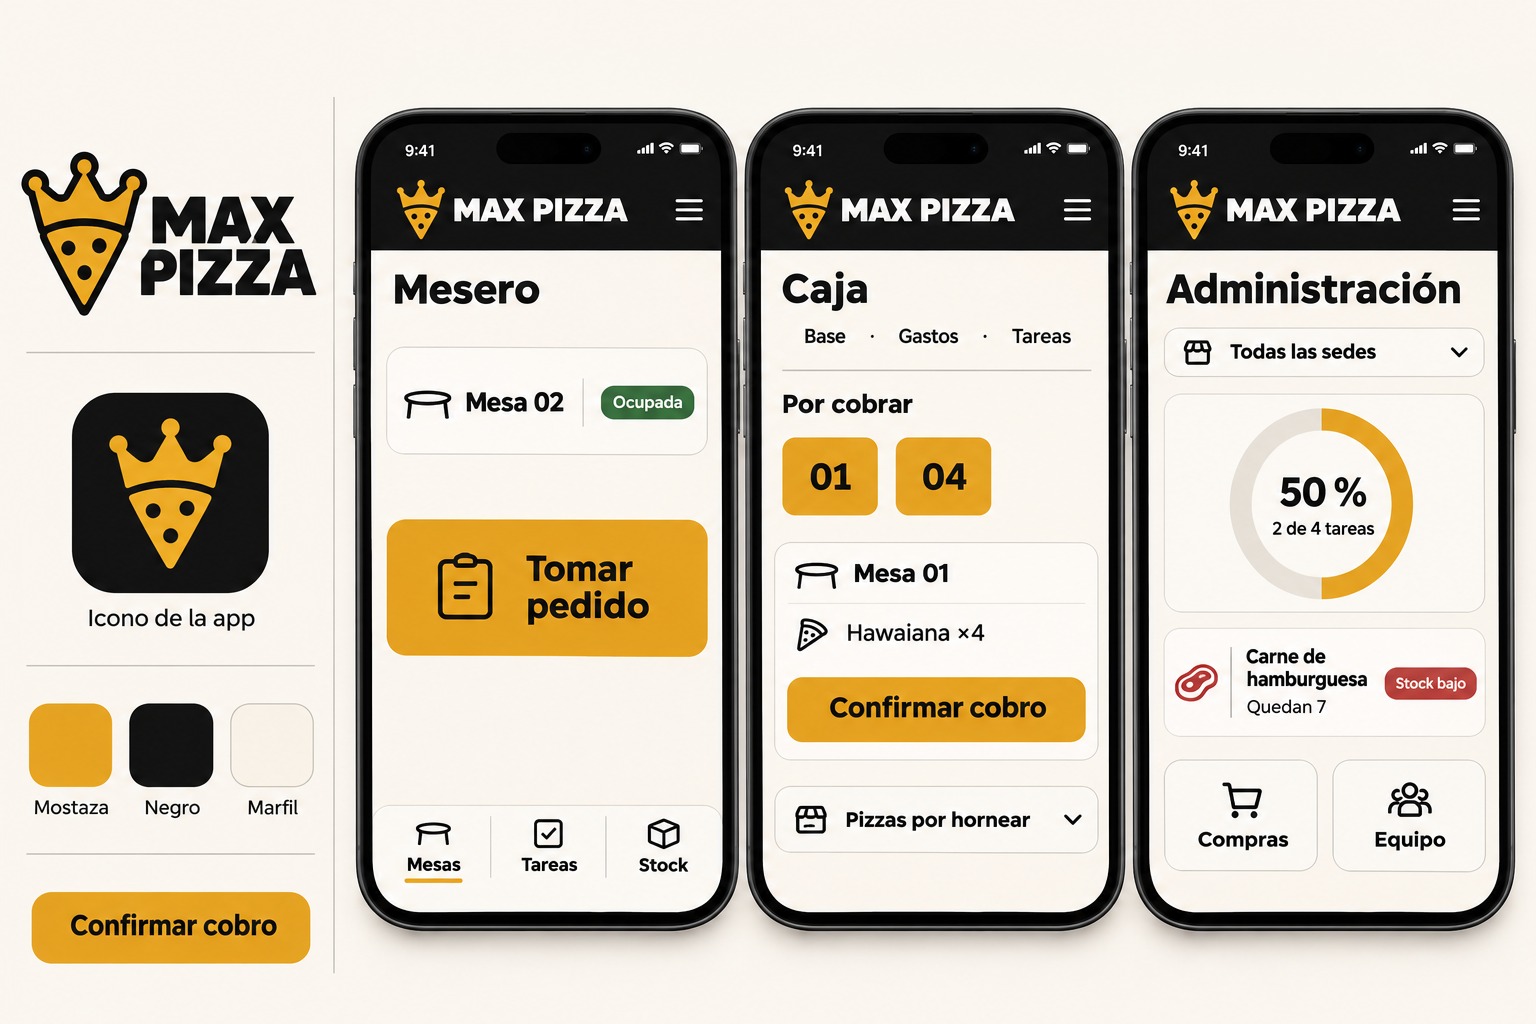 MAX
PIZZA
Icono de la app
Mostaza
Negro
Marfil
Confirmar cobro
9:41
MAX PIZZA
Mesero
Mesa 02
Ocupada
Tomar
pedido
Mesas
Tareas
Stock
9:41
MAX PIZZA
Caja
Base · Gastos · Tareas
Por cobrar
01
04
Mesa 01
Hawaiana ×4
Confirmar cobro
Pizzas por hornear
9:41
MAX PIZZA
Administración
Todas las sedes
50 %
2 de 4 tareas
Carne de
hamburguesa
Quedan 7
Stock bajo
Compras
Equipo